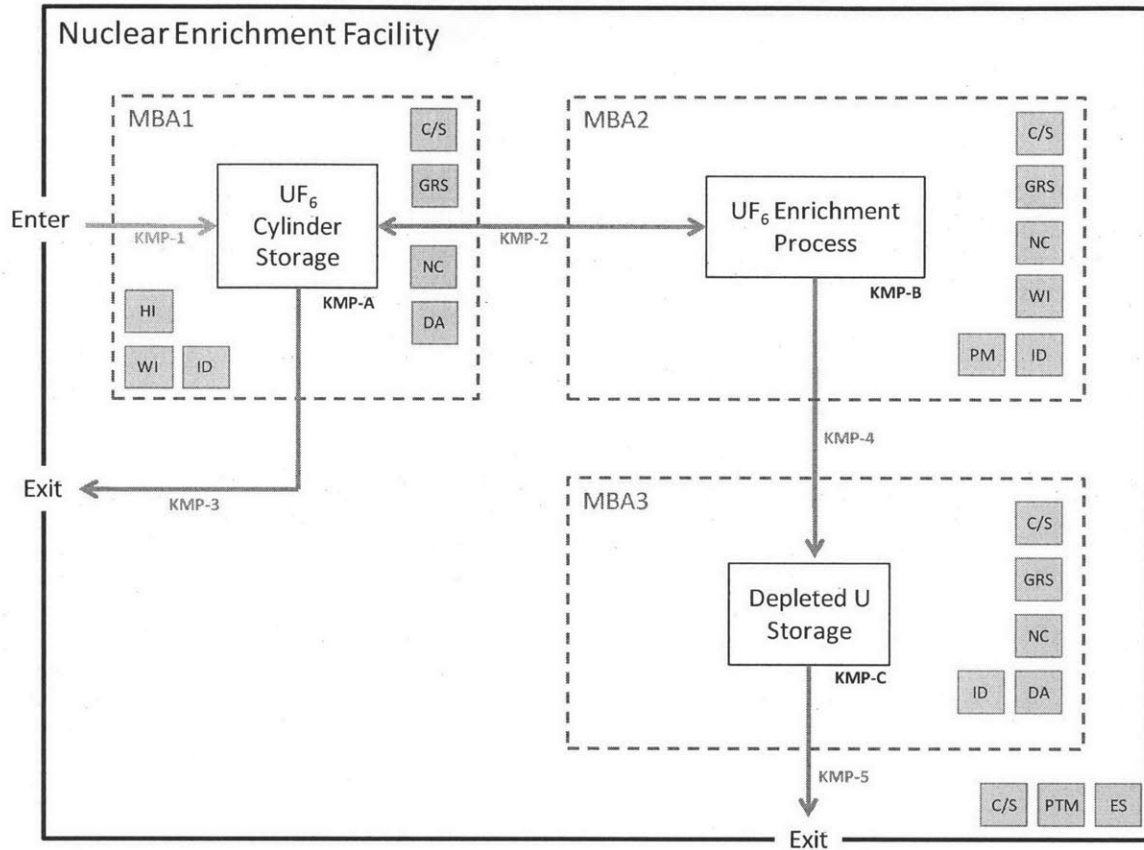 Nuclear Enrichment Facility
MBA1
C/S
GRS
UF₆
Cylinder
Storage
KMP-A
NC
DA
HI
WI
ID
Enter
KMP-1
KMP-2
MBA2
C/S
GRS
UF₆ Enrichment
Process
KMP-B
NC
WI
PM
ID
KMP-4
Exit
KMP-3
MBA3
C/S
GRS
Depleted U
Storage
KMP-C
NC
ID
DA
KMP-5
C/S
PTM
ES
Exit